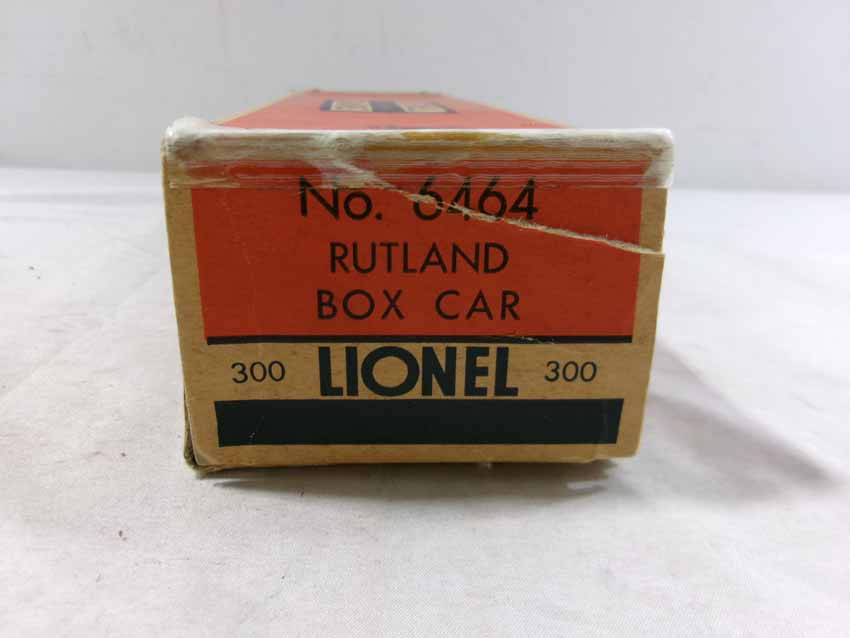 No. 6464
RUTLAND
BOX CAR
300 LIONEL 300